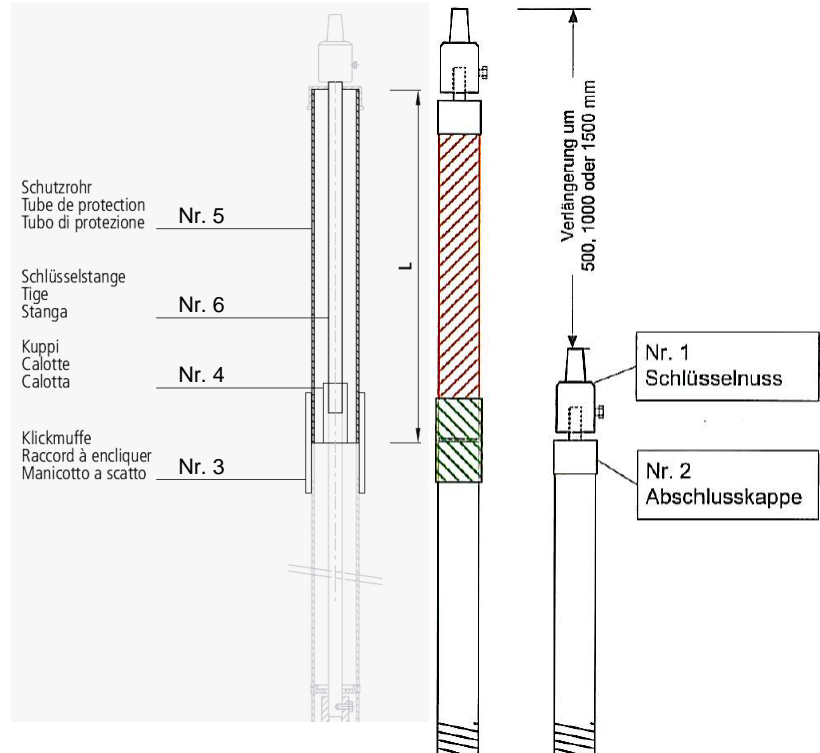 Schutzrohr
Tube de protection
Tubo di protezione
Nr. 5
Schlüsselstange
Tige
Stanga
Nr. 6
Kuppi
Calotte
Calotta
Nr. 4
Klickmuffe
Raccord à encliquer
Manicotto a scatto
Nr. 3
L
Verlängerung um
500, 1000 oder 1500 mm
Nr. 1
Schlüsselnuss
Nr. 2
Abschlusskappe